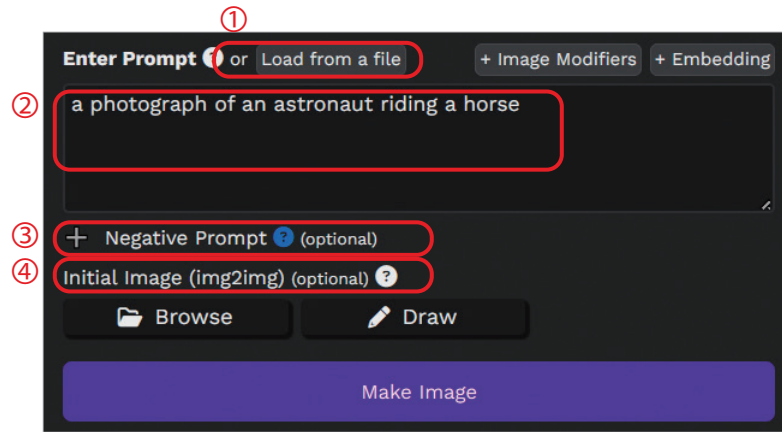 ①
Enter Prompt ? or Load from a file + Image Modifiers + Embedding
② a photograph of an astronaut riding a horse
③ + Negative Prompt ? (optional)
④ Initial Image (img2img) (optional) ?
Browse Draw
Make Image